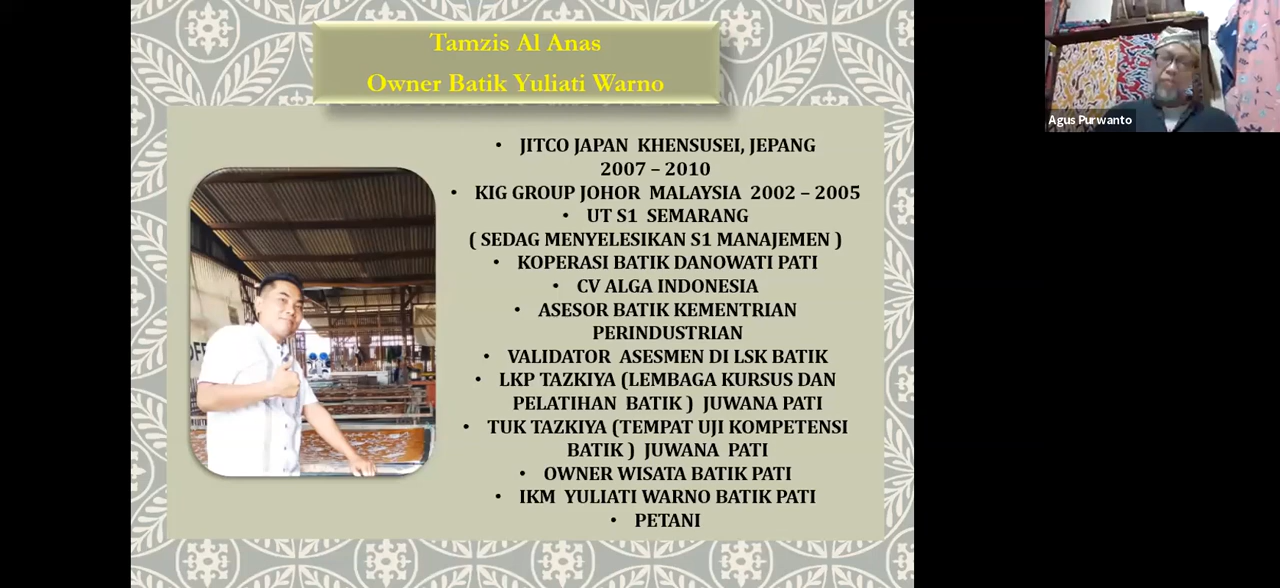 Tamzis Al Anas
Owner Batik Yuliati Warno
• JITCO JAPAN KHENSUSEI, JEPANG
2007 – 2010
• KIG GROUP JOHOR MALAYSIA 2002 – 2005
• UT S1 SEMARANG
( SEDAG MENYELESIKAN S1 MANAJEMEN )
• KOPERASI BATIK DANOWATI PATI
• CV ALGA INDONESIA
• ASESOR BATIK KEMENTRIAN
PERINDUSTRIAN
• VALIDATOR ASESMEN DI LSK BATIK
• LKP TAZKIYA (LEMBAGA KURSUS DAN
PELATIHAN BATIK ) JUWANA PATI
• TUK TAZKIYA (TEMPAT UJI KOMPETENSI
BATIK ) JUWANA PATI
• OWNER WISATA BATIK PATI
• IKM YULIATI WARNO BATIK PATI
• PETANI
Agus Purwanto